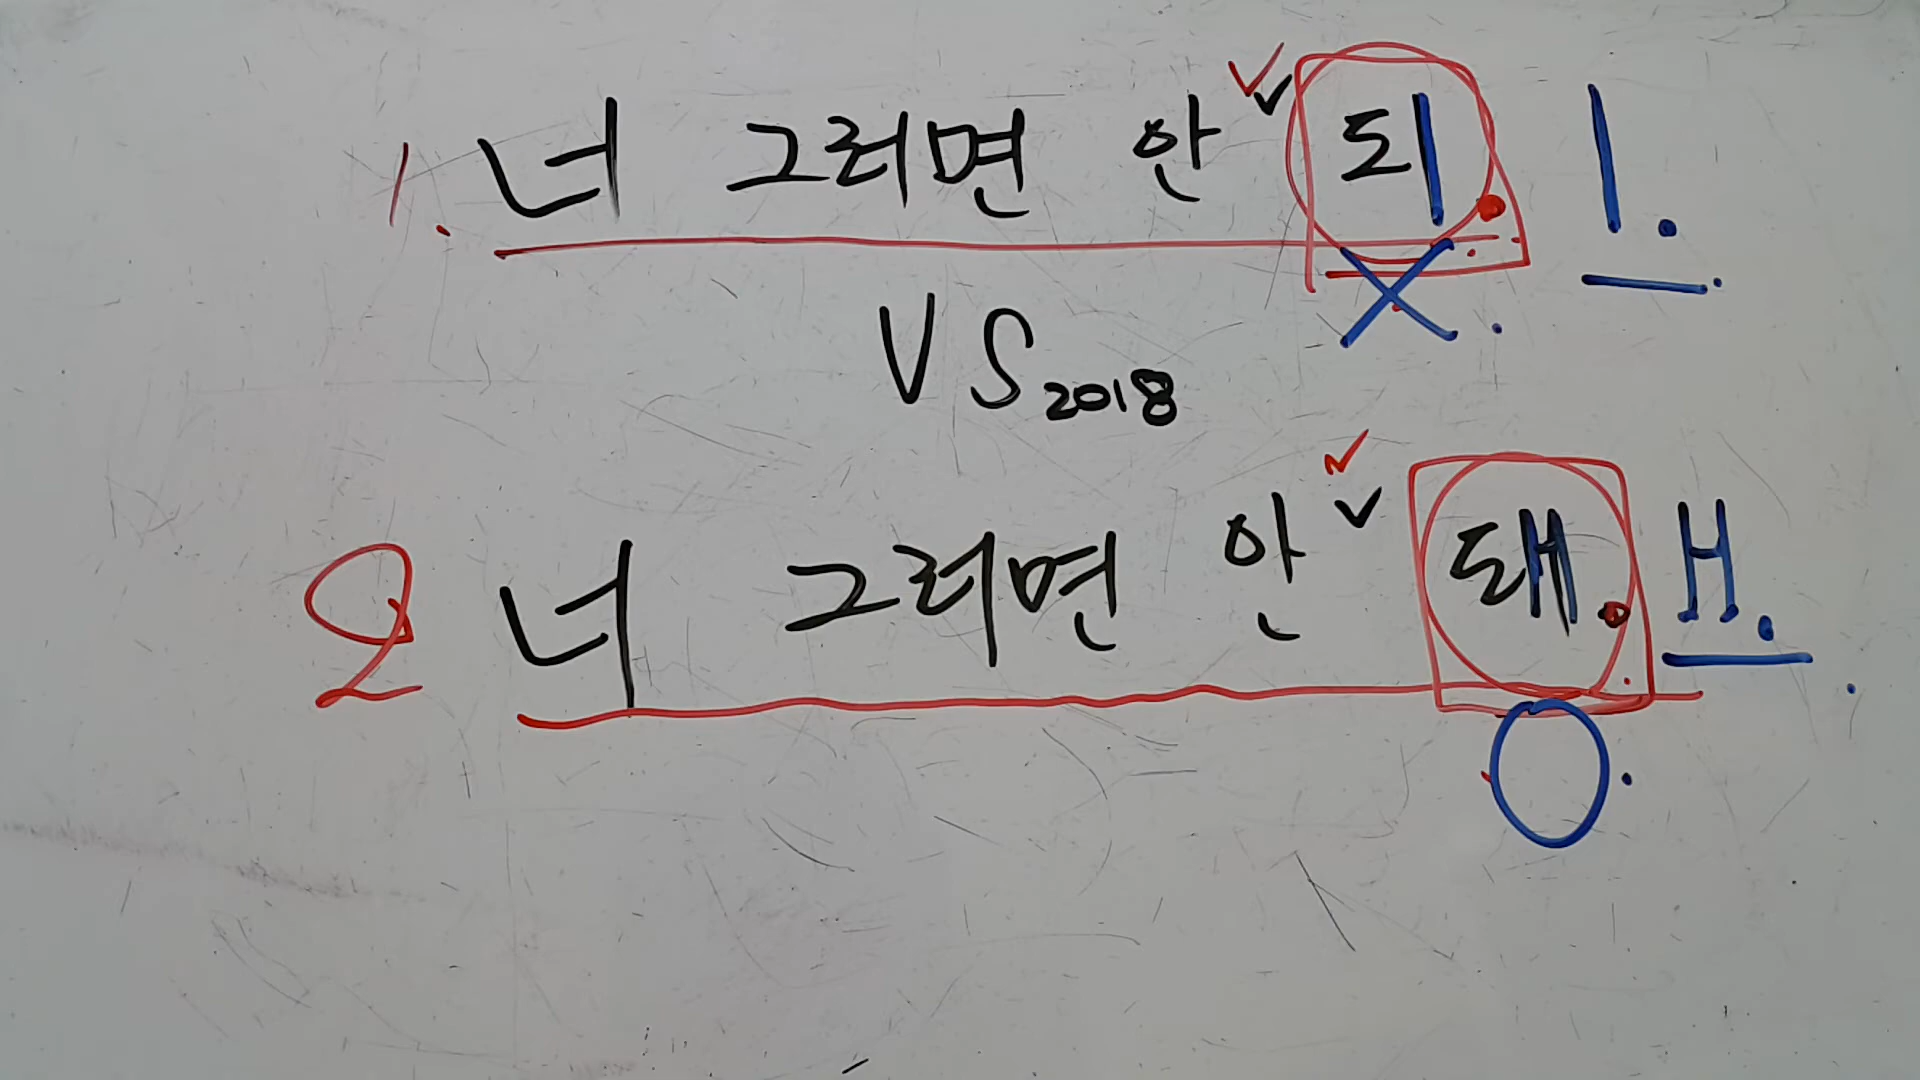 1. 너 그러면 안 ✓✓ 되. ㅣ.
X.
VS 2018
2 너 그러면 안 ✓✓ 돼. ㅐ.
O.